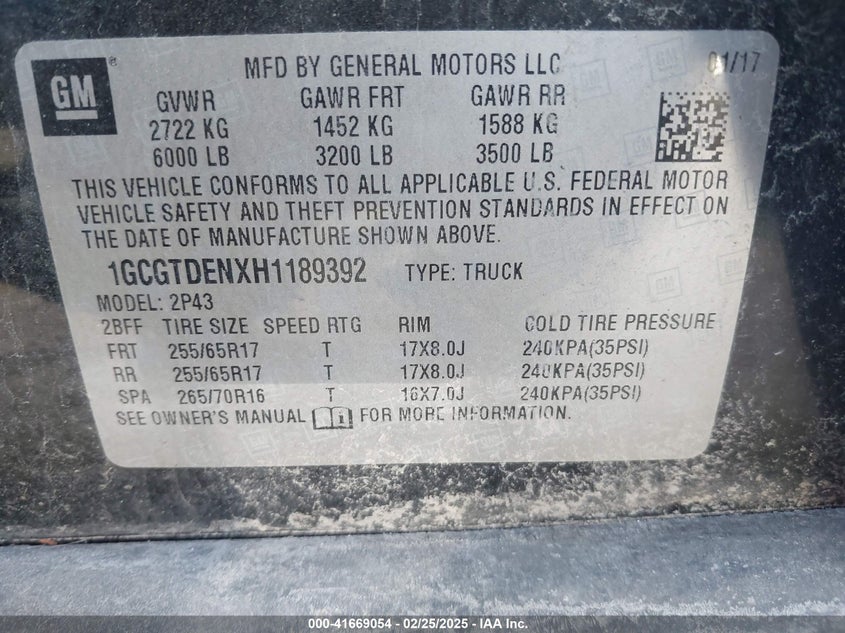 GM ®
MFD BY GENERAL MOTORS LLC 01/17
GVWR GAWR FRT GAWR RR
2722 KG 1452 KG 1588 KG
6000 LB 3200 LB 3500 LB
THIS VEHICLE CONFORMS TO ALL APPLICABLE U.S. FEDERAL MOTOR
VEHICLE SAFETY AND THEFT PREVENTION STANDARDS IN EFFECT ON
THE DATE OF MANUFACTURE SHOWN ABOVE.
1GCGTDENXH1189392 TYPE: TRUCK
MODEL: 2P43
2BFF TIRE SIZE SPEED RTG RIM COLD TIRE PRESSURE
FRT 255/65R17 T 17X8.0J 240KPA(35PSI)
RR 255/65R17 T 17X8.0J 240KPA(35PSI)
SPA 265/70R16 T 16X7.0J 240KPA(35PSI)
SEE OWNER'S MANUAL FOR MORE INFORMATION.
000-41669054 - 02/25/2025 - IAA Inc.